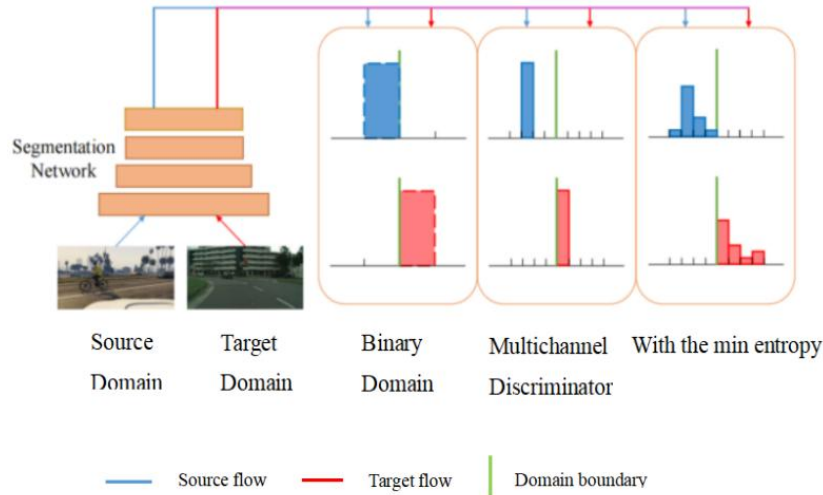 Segmentation
Network
Source
Domain
Target
Domain
Binary
Domain
Multichannel
Discriminator
With the min entropy
Source flow
Target flow
Domain boundary